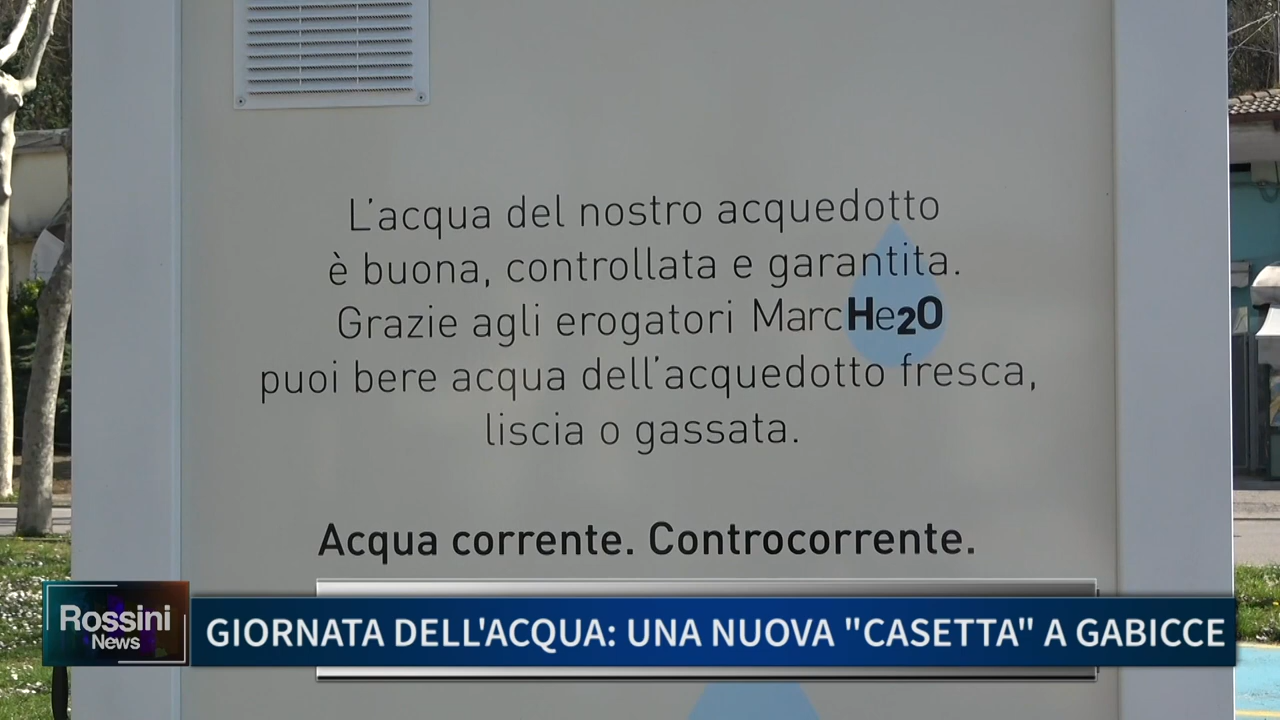 L'acqua del nostro acquedotto
è buona, controllata e garantita.
Grazie agli erogatori MarcHe2O
puoi bere acqua dell'acquedotto fresca,
liscia o gassata.
Acqua corrente. Controcorrente.
Rossini
News
GIORNATA DELL'ACQUA: UNA NUOVA "CASETTA" A GABICCE